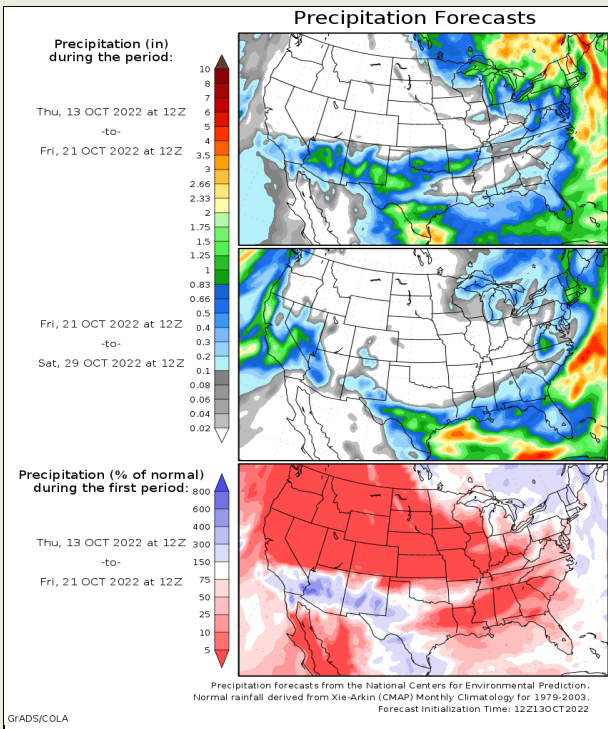 Precipitation Forecasts
Precipitation (in)
during the period:
Thu, 13 OCT 2022 at 12Z
-to-
Fri, 21 OCT 2022 at 12Z
10
8
7
6
5
4
3.5
3
2.66
2.33
2
1.75
1.5
1.25
1
0.83
0.66
0.5
0.4
0.3
0.2
0.1
0.08
0.06
0.04
0.02
Fri, 21 OCT 2022 at 12Z
-to-
Sat, 29 OCT 2022 at 12Z
Precipitation (% of normal)
during the first period:
Thu, 13 OCT 2022 at 12Z
-to-
Fri, 21 OCT 2022 at 12Z
800
600
400
300
150
75
50
25
10
5
Precipitation forecasts from the National Centers for Environmental Prediction.
Normal rainfall derived from Xie-Arkin (CMAP) Monthly Climatology for 1979-2003.
Forecast Initialization Time: 12Z13OCT2022
GrADS/COLA